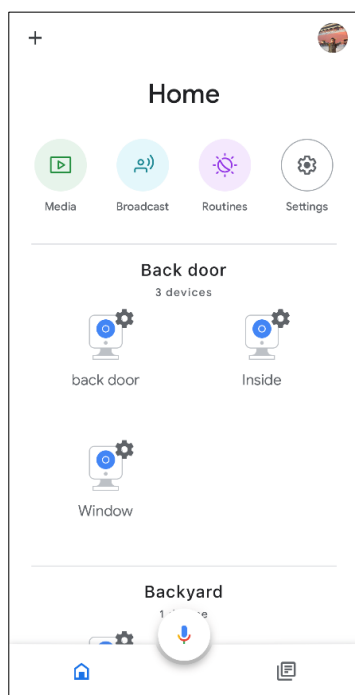 Home
Media Broadcast Routines Settings
Back door
3 devices
back door Inside
Window
Backyard